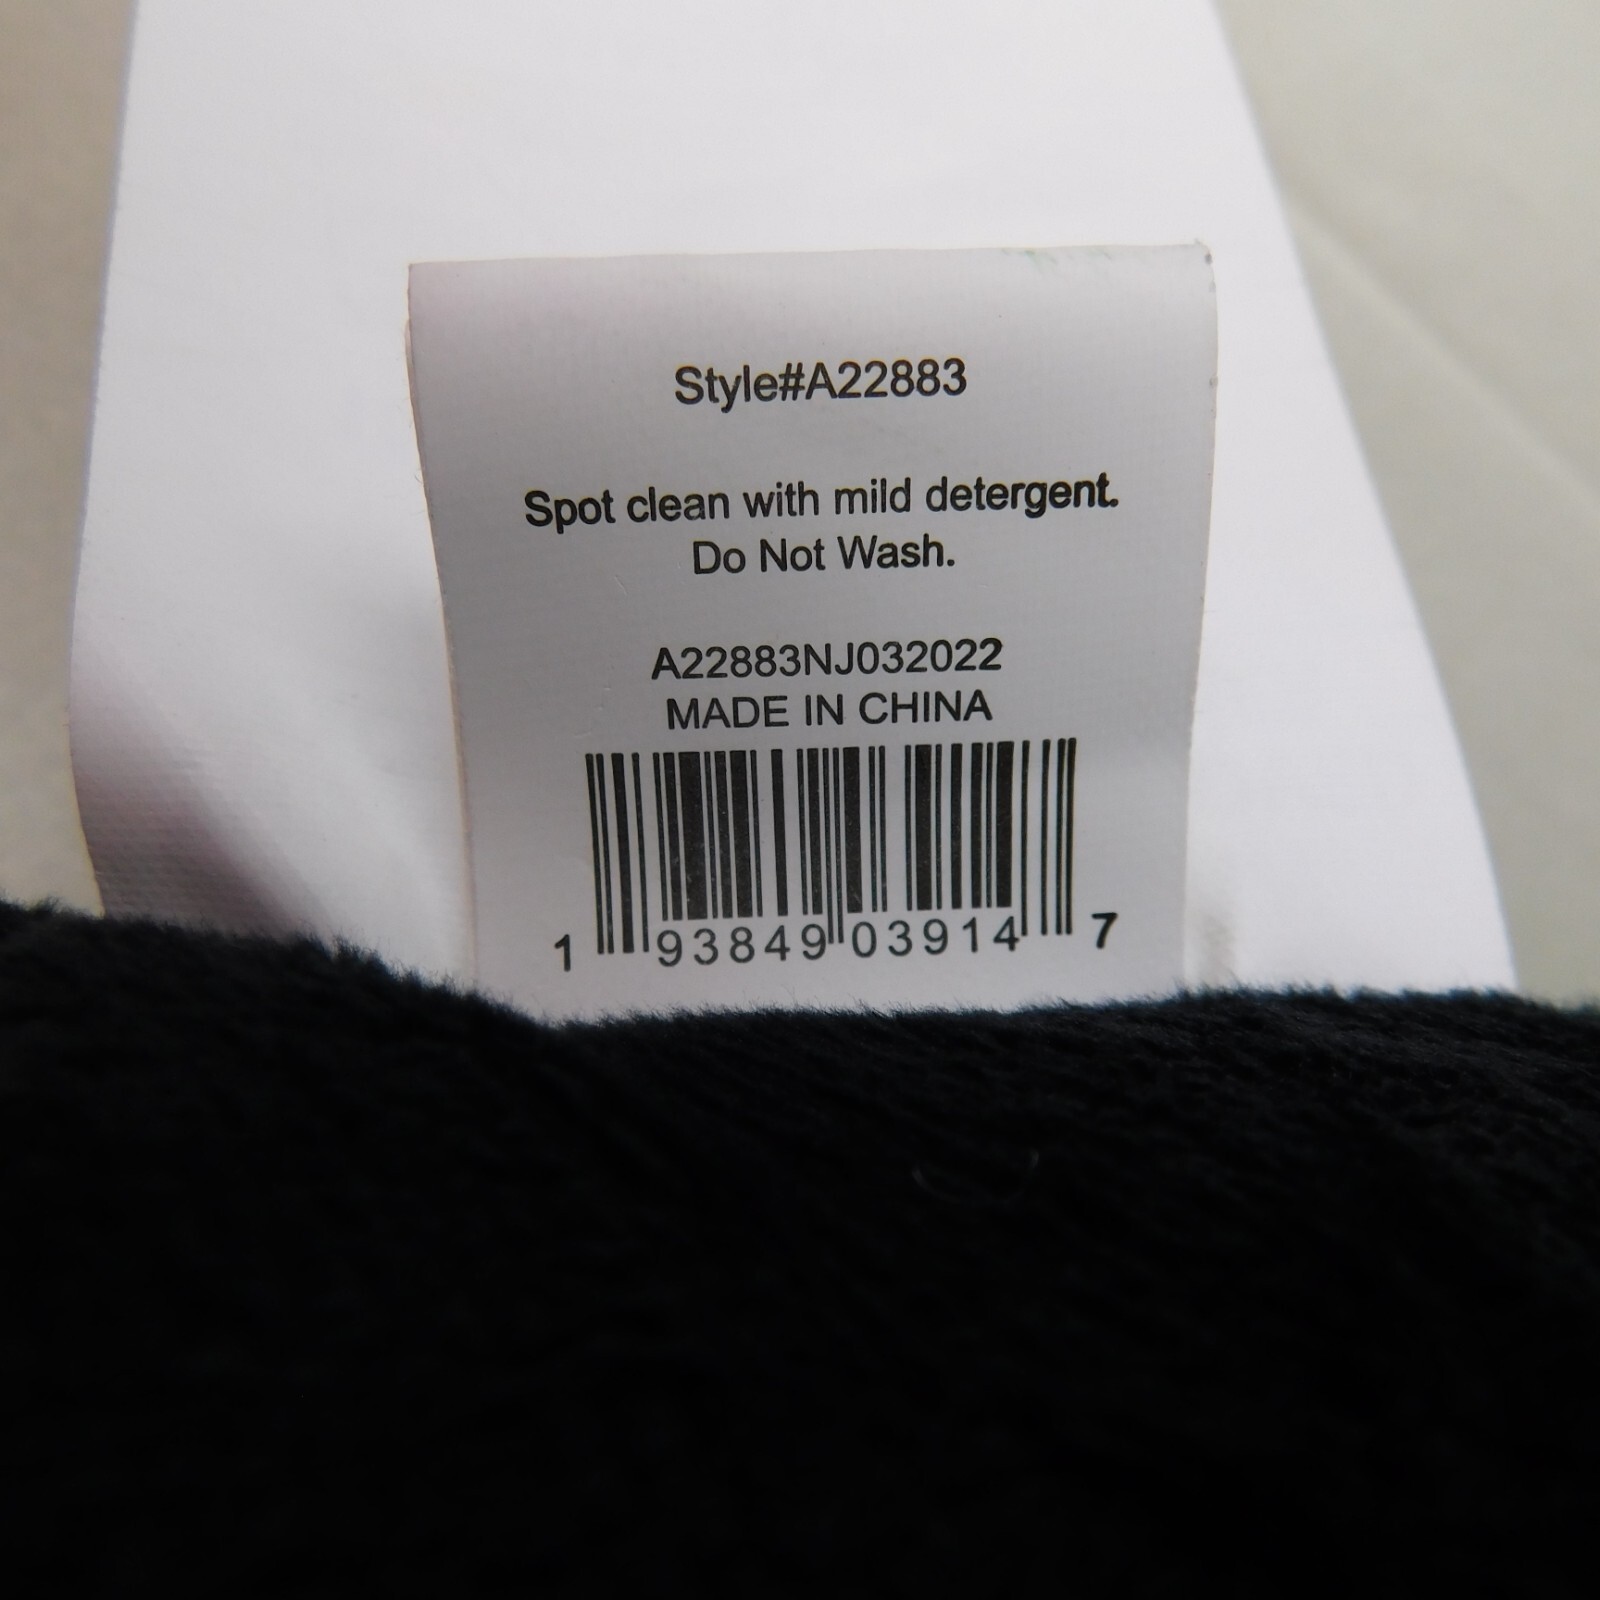 Style#A22883
Spot clean with mild detergent.
Do Not Wash.
A22883NJ032022
MADE IN CHINA
1 93849 03914 7